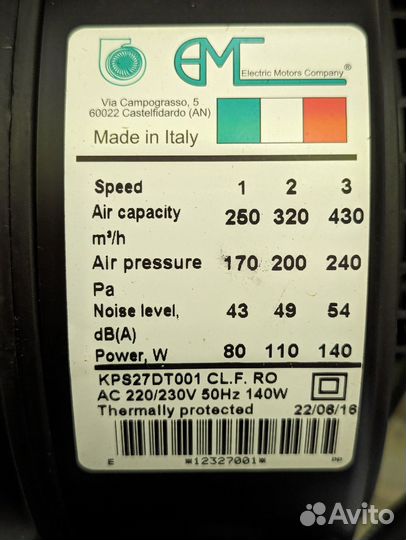 EMC
Electric Motors Company ®
Via Campograsso, 5
60022 Castelfidardo (AN)
Made in Italy
Speed 1 2 3
Air capacity 250 320 430
m³/h
Air pressure 170 200 240
Pa
Noise level, 43 49 54
dB(A)
Power, W 80 110 140
KPS27DT001 CL.F. RO
AC 220/230V 50Hz 140W
Thermally protected 22/06/16
E *12327001* PP
Avito